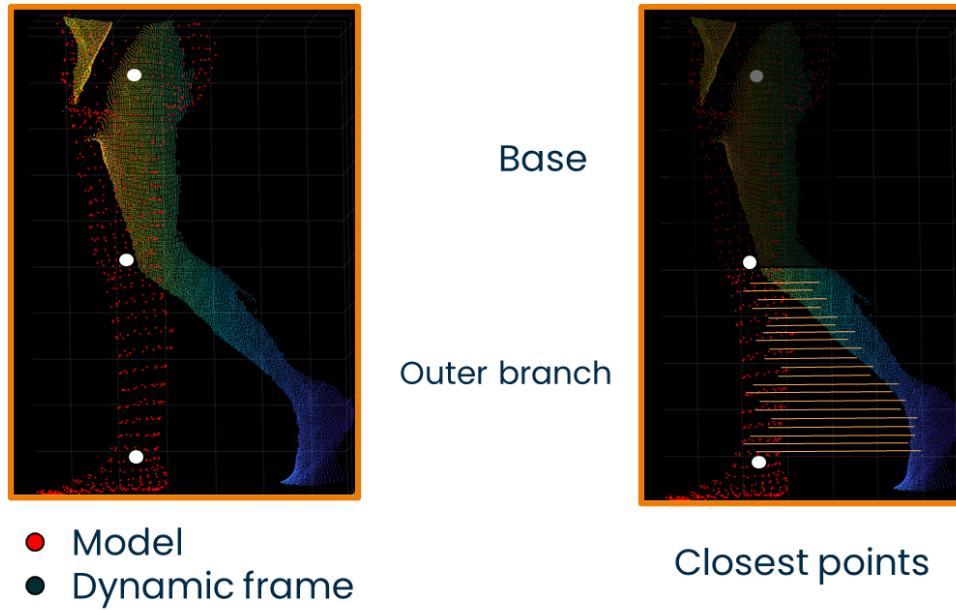 Base
Outer branch
Model
Dynamic frame
Closest points